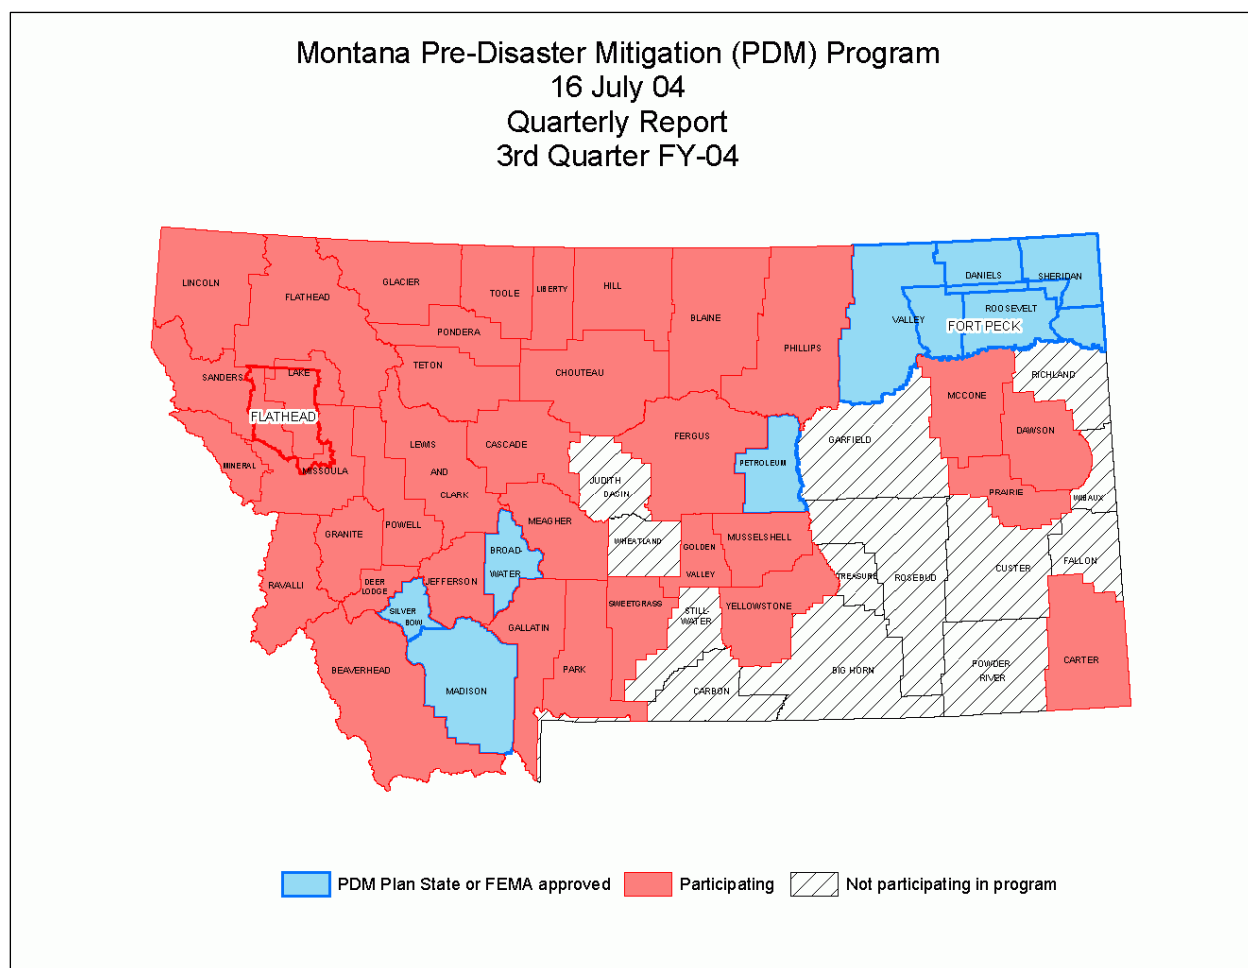 Montana Pre-Disaster Mitigation (PDM) Program
16 July 04
Quarterly Report
3rd Quarter FY-04
LINCOLN
FLATHEAD
GLACIER
TOOLE
LIBERTY
HILL
BLAINE
PHILLIPS
VALLEY
DANIELS
SHERIDAN
ROOSEVELT
FORT PECK
PONDERA
TETON
CHOUTEAU
SANDERS
LAKE
FLATHEAD
RICHLAND
MCCONE
DAWSON
GARFIELD
MINERAL
MISSOULA
LEWIS
AND
CLARK
CASCADE
FERGUS
PETROLEUM
JUDITH
BASIN
PRAIRIE
WIBAUX
GRANITE
POWELL
MEAGHER
WHEATLAND
GOLDEN
VALLEY
MUSSELSHELL
BROAD-
WATER
TREASURE
ROSEBUD
CUSTER
FALLON
RAVALLI
DEER
LODGE
JEFFERSON
SILVER
BOW
GALLATIN
SWEETGRASS
STILL-
WATER
YELLOWSTONE
BEAVERHEAD
MADISON
PARK
CARBON
BIG HORN
POWDER
RIVER
CARTER
PDM Plan State or FEMA approved
Participating
Not participating in program